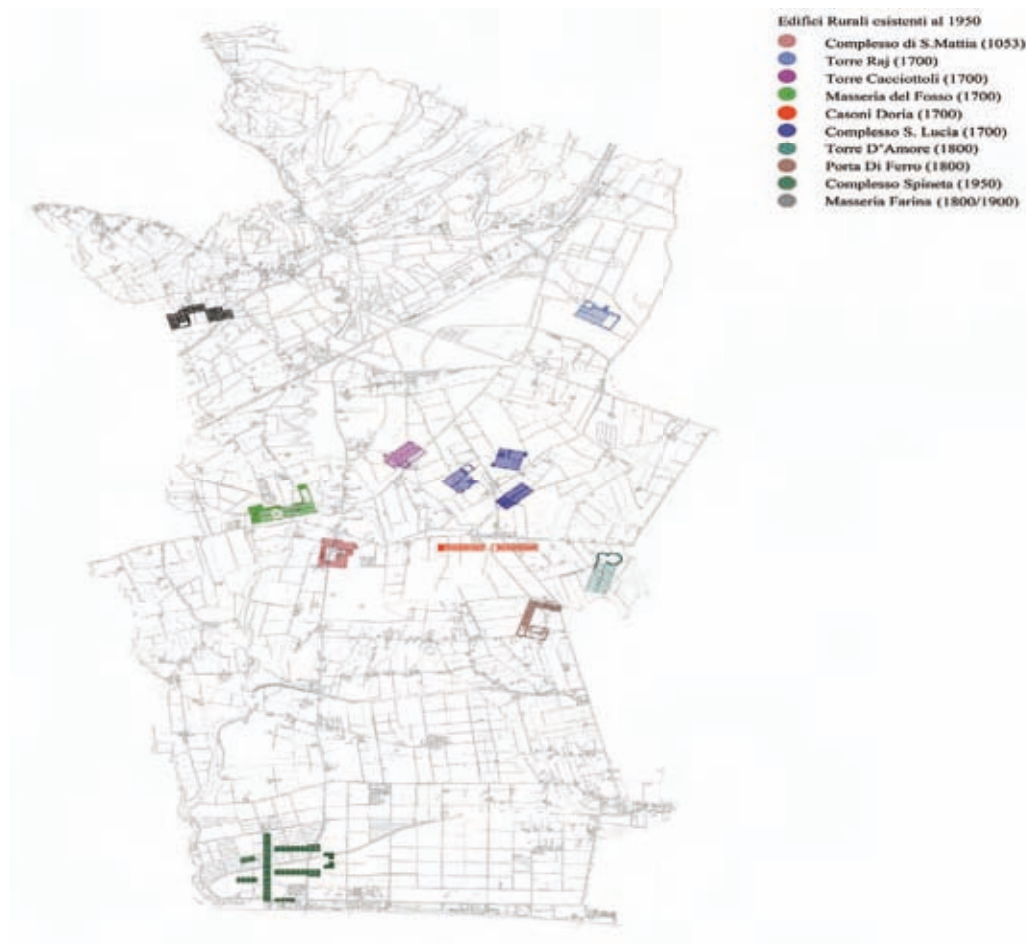 Edifici Rurali esistenti al 1950
Complesso di S.Mattia (1053)
Torre Raj (1700)
Torre Cacciottoli (1700)
Masseria del Fosso (1700)
Casoni Doria (1700)
Complesso S. Lucia (1700)
Torre D'Amore (1800)
Porta Di Ferro (1800)
Complesso Spineta (1950)
Masseria Farina (1800/1900)